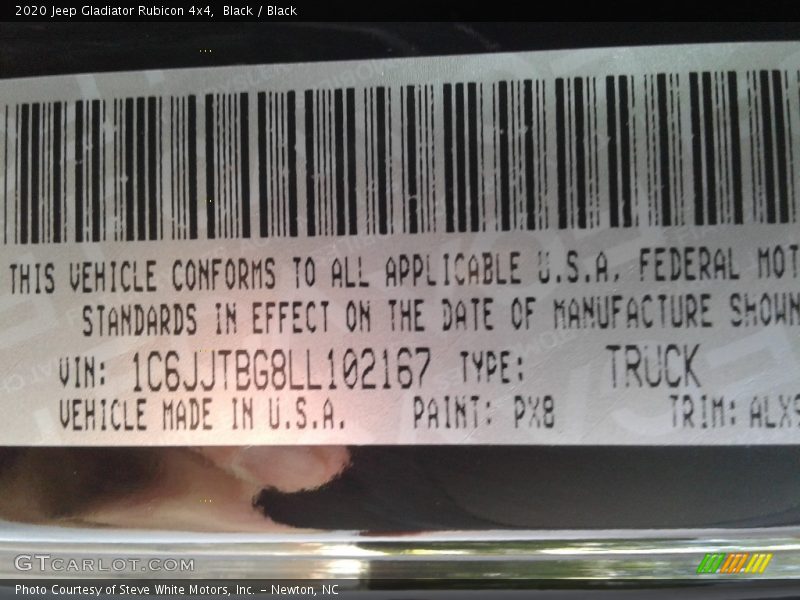 2020 Jeep Gladiator Rubicon 4x4,  Black / Black
THIS VEHICLE CONFORMS TO ALL APPLICABLE U.S.A. FEDERAL MOT
STANDARDS IN EFFECT ON THE DATE OF MANUFACTURE SHOWN
VIN: 1C6JJTBG8LL102167 TYPE: TRUCK
VEHICLE MADE IN U.S.A. PAINT: PX8 TRIM: ALX9
GTCARLOT.COM
Photo Courtesy of Steve White Motors, Inc. – Newton, NC